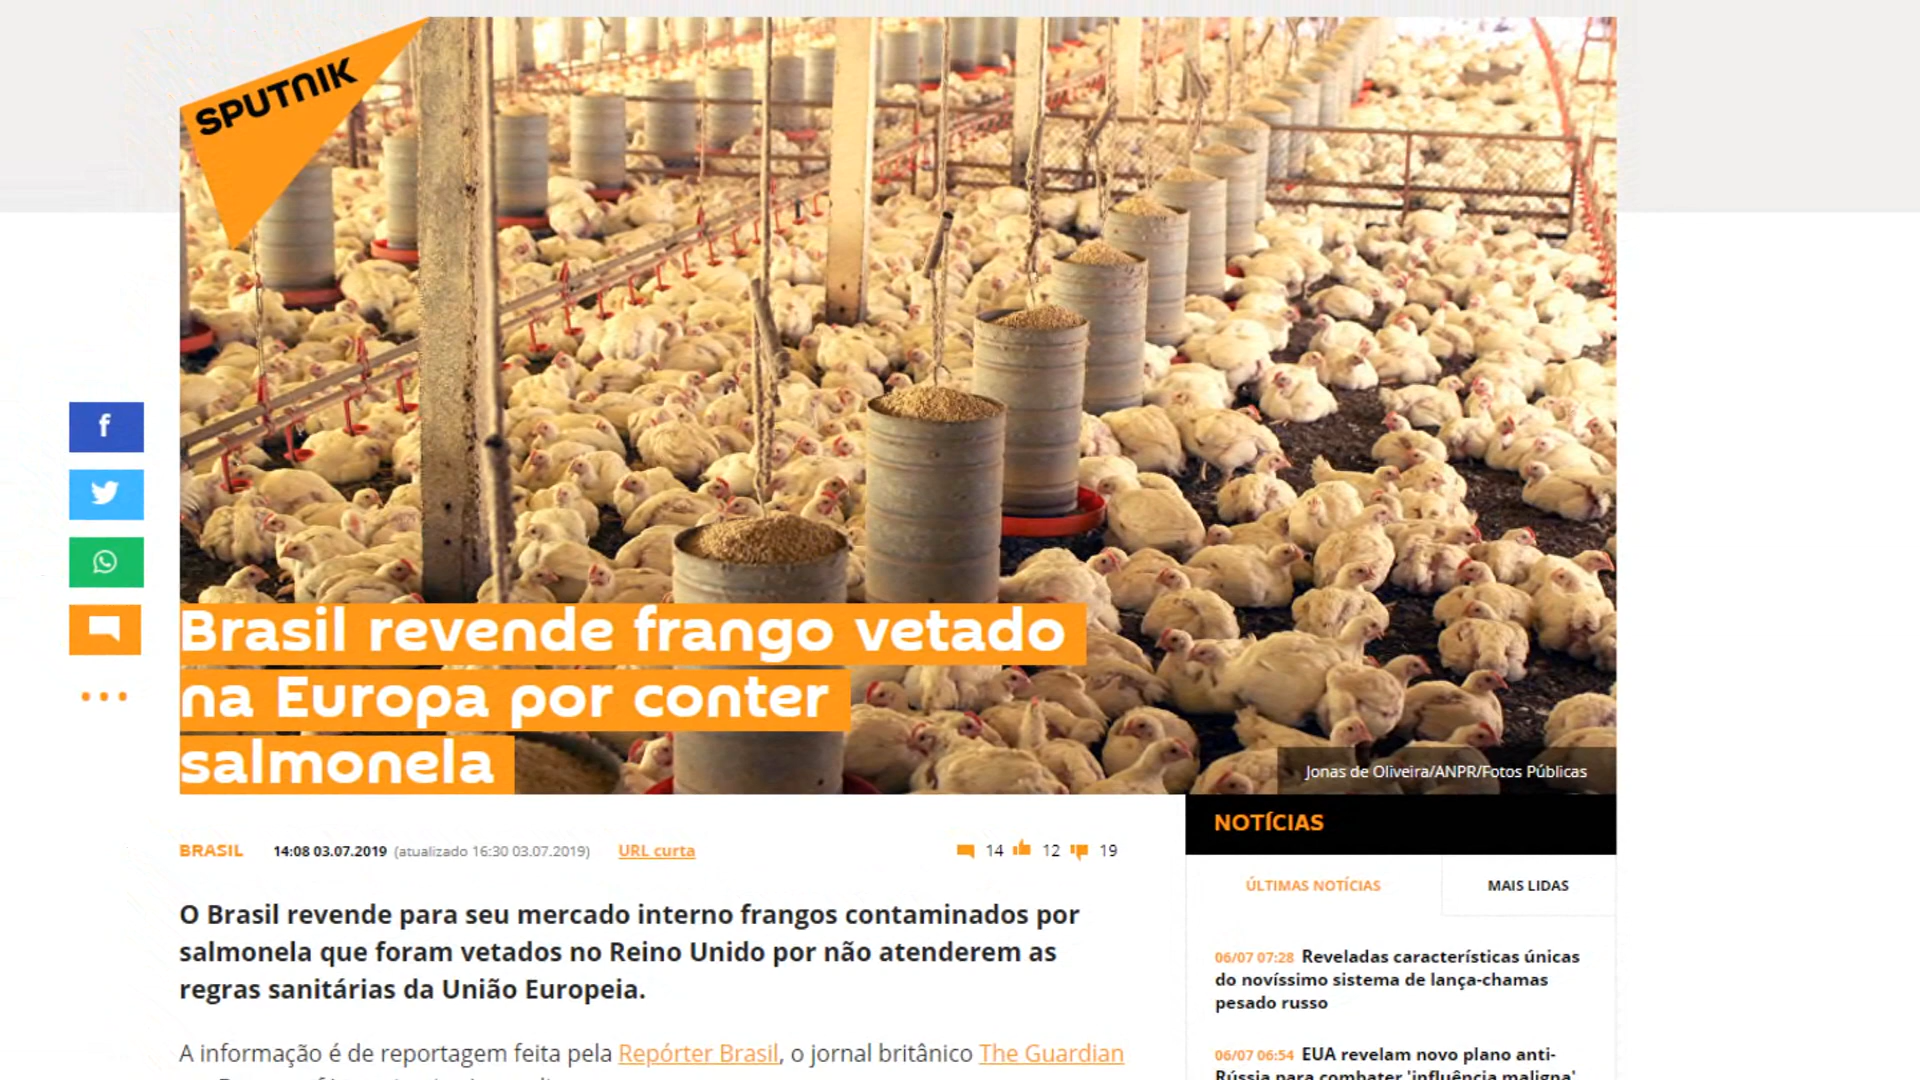 SPUTNIK
f
Brasil revende frango vetado
na Europa por conter
salmonela
Jonas de Oliveira/ANPR/Fotos Públicas
BRASIL 14:08 03.07.2019 (atualizado 16:30 03.07.2019) URL curta 14 12 19
O Brasil revende para seu mercado interno frangos contaminados por
salmonela que foram vetados no Reino Unido por não atenderem as
regras sanitárias da União Europeia.
A informação é de reportagem feita pela Repórter Brasil, o jornal britânico The Guardian
NOTÍCIAS
ÚLTIMAS NOTÍCIAS MAIS LIDAS
06/07 07:28 Reveladas características únicas
do novíssimo sistema de lança-chamas
pesado russo
06/07 06:54 EUA revelam novo plano anti-
Rússia para combater 'influência maligna'